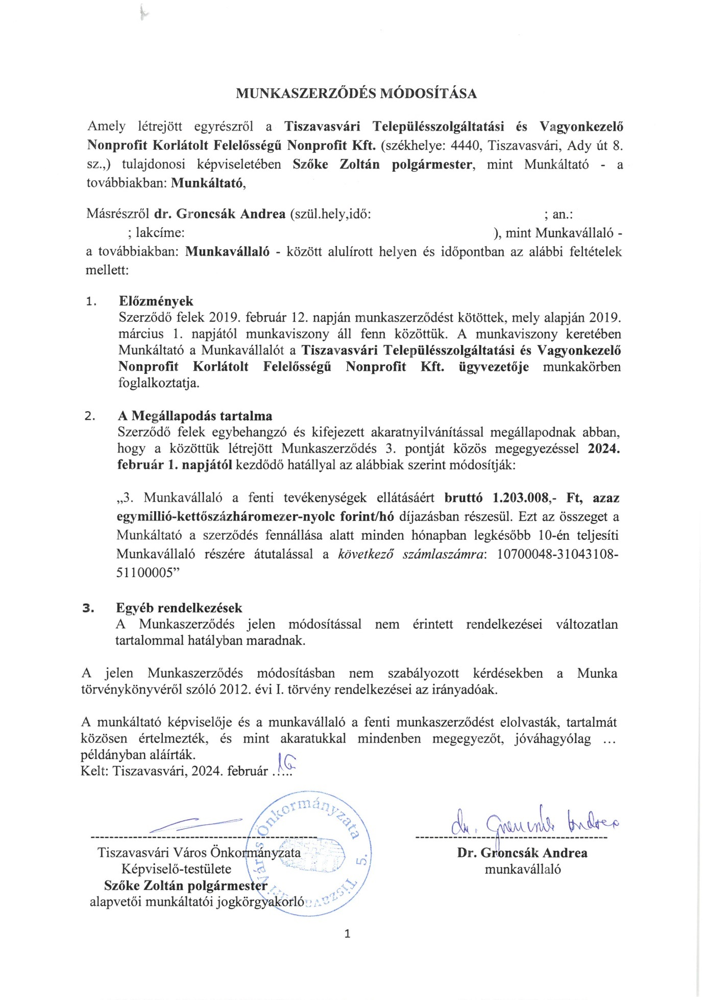 MUNKASZERZŐDÉS MÓDOSÍTÁSA
Amely létrejött egyrészről a Tiszavasvári Településszolgáltatási és Vagyonkezelő
Nonprofit Korlátolt Felelősségű Nonprofit Kft. (székhelye: 4440, Tiszavasvári, Ady út 8.
sz.,) tulajdonosi képviseletében Szőke Zoltán polgármester, mint Munkáltató - a
továbbiakban: Munkáltató,
Másrészről dr. Groncsák Andrea (szül.hely,idő: ; an.:
; lakcíme: ), mint Munkavállaló -
a továbbiakban: Munkavállaló - között alulírott helyen és időpontban az alábbi feltételek
mellett:
1. Előzmények
Szerződő felek 2019. február 12. napján munkaszerződést kötöttek, mely alapján 2019.
március 1. napjától munkaviszony áll fenn közöttük. A munkaviszony keretében
Munkáltató a Munkavállalót a Tiszavasvári Településszolgáltatási és Vagyonkezelő
Nonprofit Korlátolt Felelősségű Nonprofit Kft. ügyvezetője munkakörben
foglalkoztatja.
2. A Megállapodás tartalma
Szerződő felek egybehangzó és kifejezett akaratnyilvánítással megállapodnak abban,
hogy a közöttük létrejött Munkaszerződés 3. pontját közös megegyezéssel 2024.
február 1. napjától kezdődő hatállyal az alábbiak szerint módosítják:
„3. Munkavállaló a fenti tevékenységek ellátásáért bruttó 1.203.008,- Ft, azaz
egymillió-kettőszázháromezer-nyolc forint/hó díjazásban részesül. Ezt az összeget a
Munkáltató a szerződés fennállása alatt minden hónapban legkésőbb 10-én teljesíti
Munkavállaló részére átutalással a következő számlaszámra: 10700048-31043108-
51100005”
3. Egyéb rendelkezések
A Munkaszerződés jelen módosítással nem érintett rendelkezései változatlan
tartalommal hatályban maradnak.
A jelen Munkaszerződés módosításban nem szabályozott kérdésekben a Munka
törvénykönyvéről szóló 2012. évi I. törvény rendelkezései az irányadóak.
A munkáltató képviselője és a munkavállaló a fenti munkaszerződést elolvasták, tartalmát
közösen értelmezték, és mint akaratukkal mindenben megegyezőt, jóváhagyólag …
példányban aláírták.
Kelt: Tiszavasvári, 2024. február 16
Tiszavasvári Város Önkormányzata 5.
dr. Groncsák Andrea
Tiszavasvári Város Önkormányzata
Képviselő-testülete
Szőke Zoltán polgármester
alapvetői munkáltatói jogkörgyakorló
Dr. Groncsák Andrea
munkavállaló
1